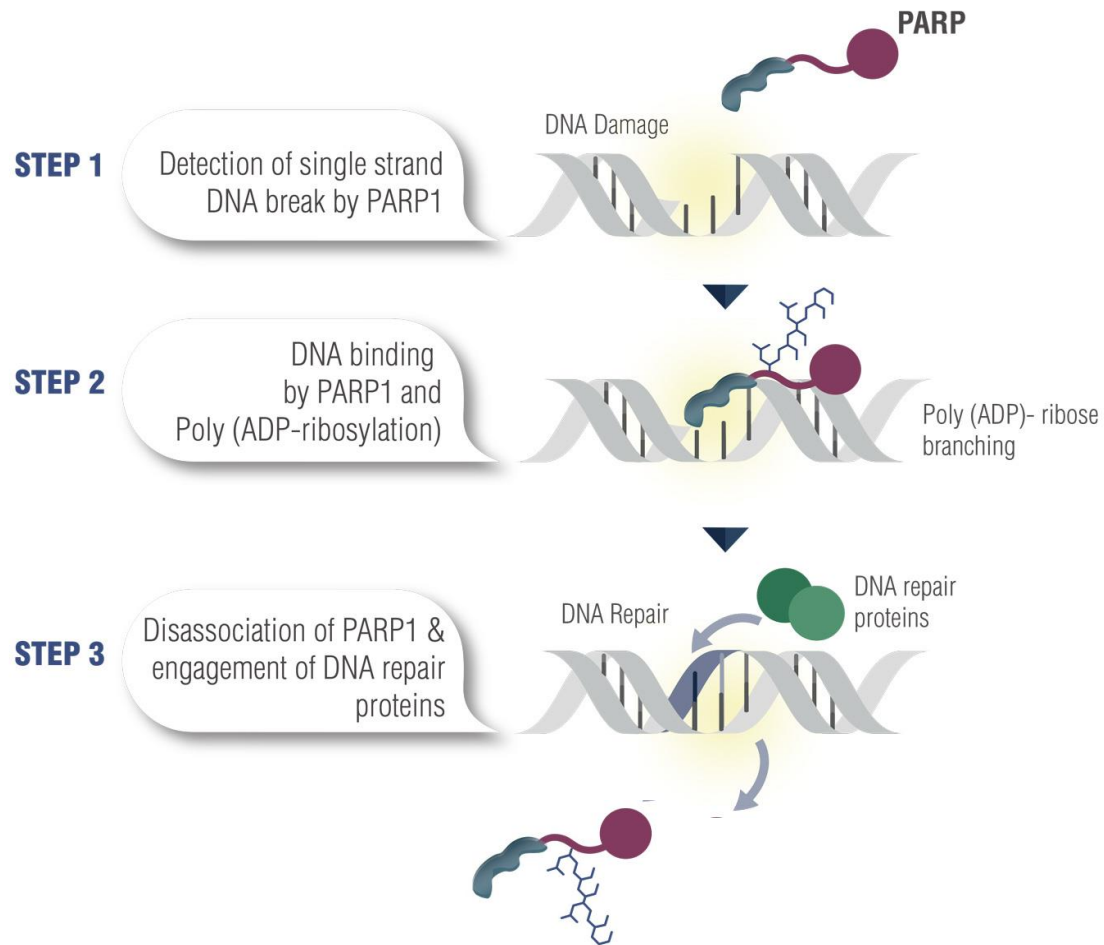 PARP
DNA Damage
STEP 1
Detection of single strand
DNA break by PARP1
STEP 2
DNA binding
by PARP1 and
Poly (ADP-ribosylation)
Poly (ADP)- ribose
branching
DNA Repair
DNA repair
proteins
STEP 3
Disassociation of PARP1 &
engagement of DNA repair
proteins